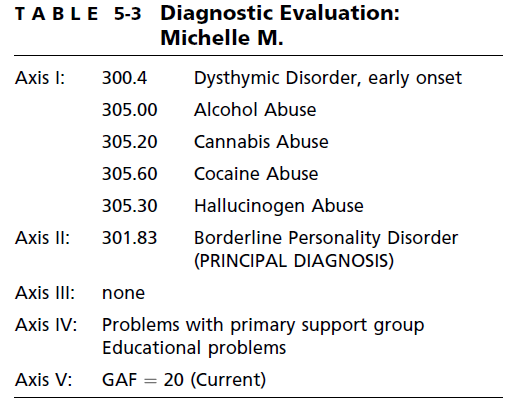 TABLE 5-3 Diagnostic Evaluation:
Michelle M.
Axis I: 300.4 Dysthymic Disorder, early onset
305.00 Alcohol Abuse
305.20 Cannabis Abuse
305.60 Cocaine Abuse
305.30 Hallucinogen Abuse
Axis II: 301.83 Borderline Personality Disorder
(PRINCIPAL DIAGNOSIS)
Axis III: none
Axis IV: Problems with primary support group
Educational problems
Axis V: GAF = 20 (Current)